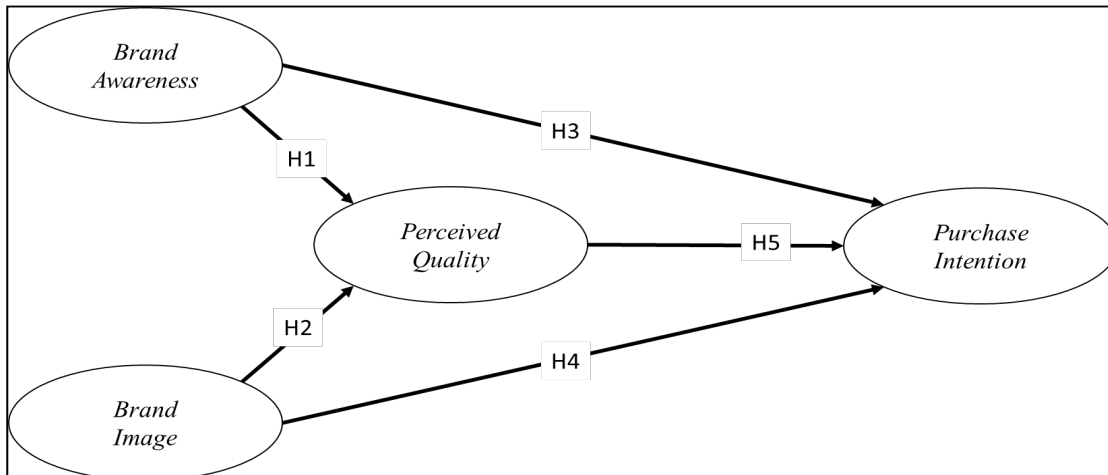 Brand
Awareness
H3
H1
Perceived
Quality
H5
Purchase
Intention
H2
H4
Brand
Image